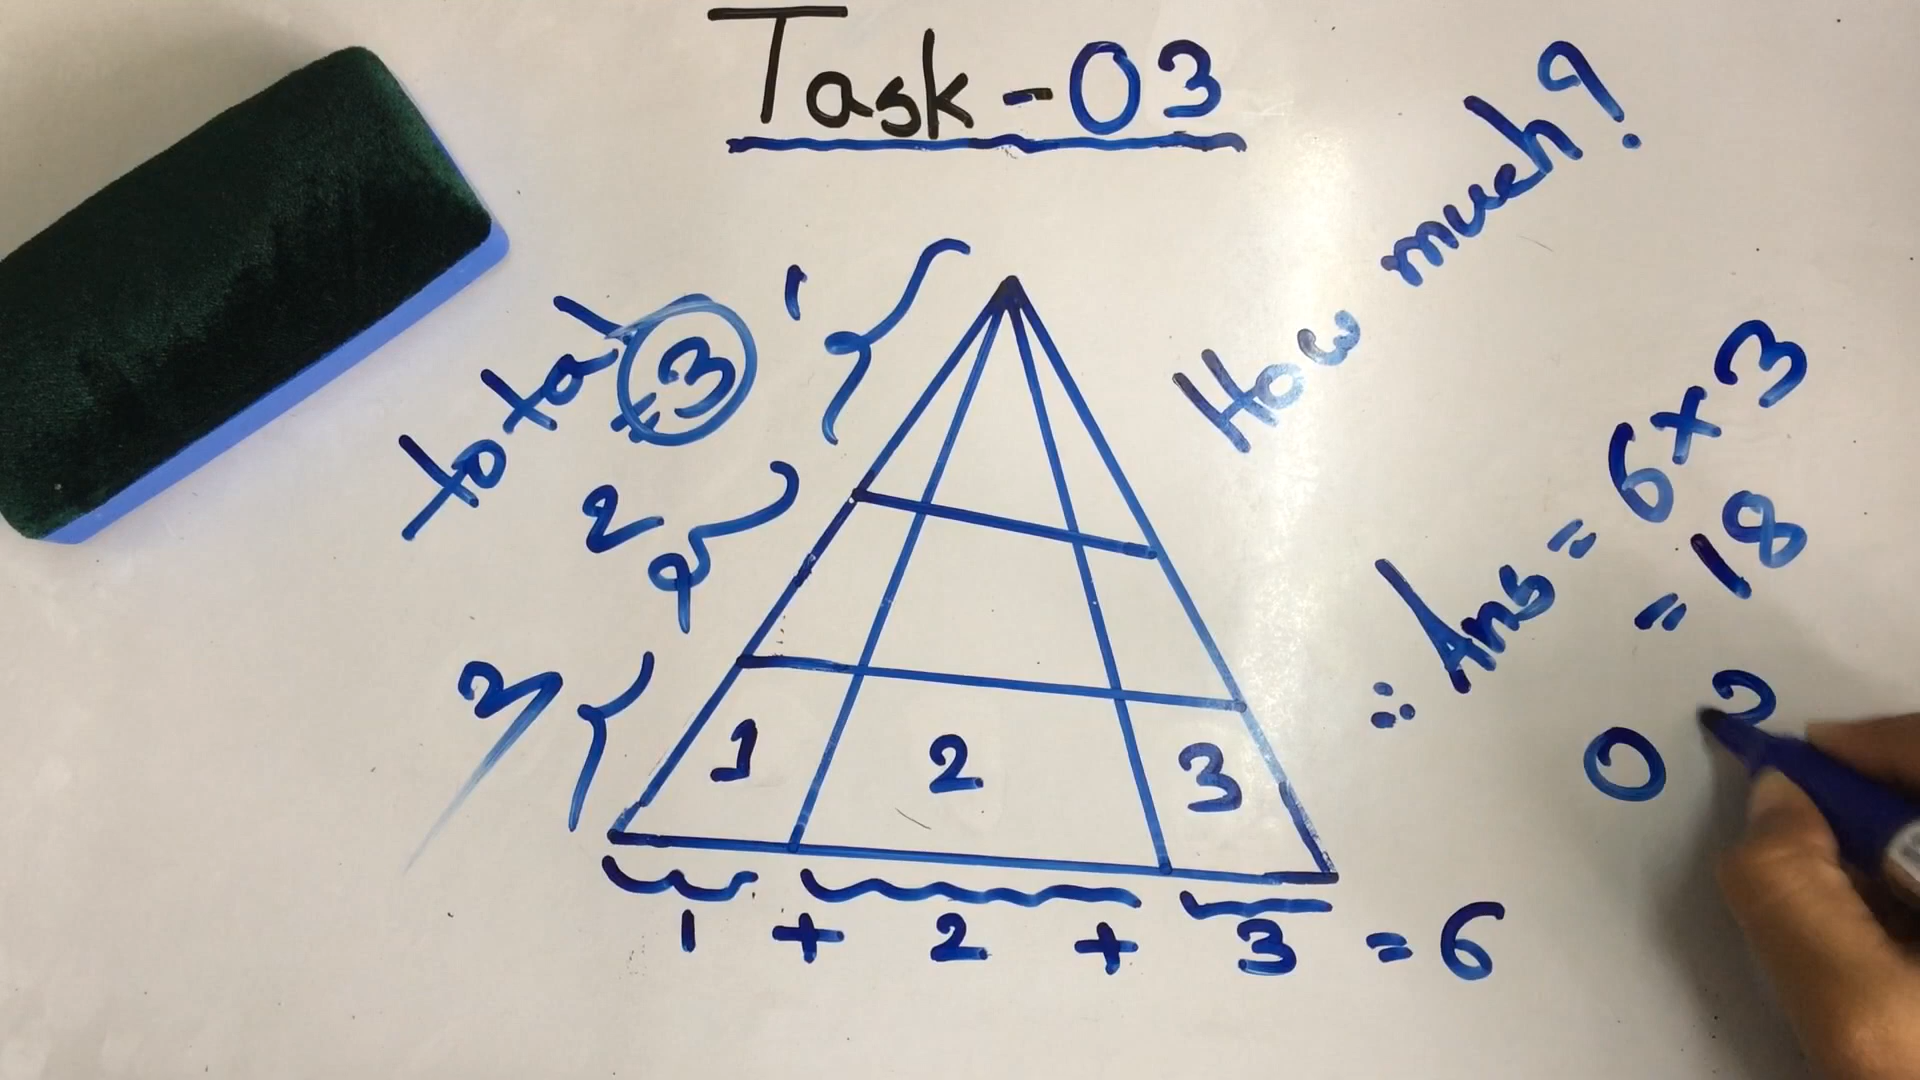 Task-03
How much?
total = 3
1
2
3
1 2 3
1 + 2 + 3 = 6
∴ Ans = 6 × 3
= 18
0